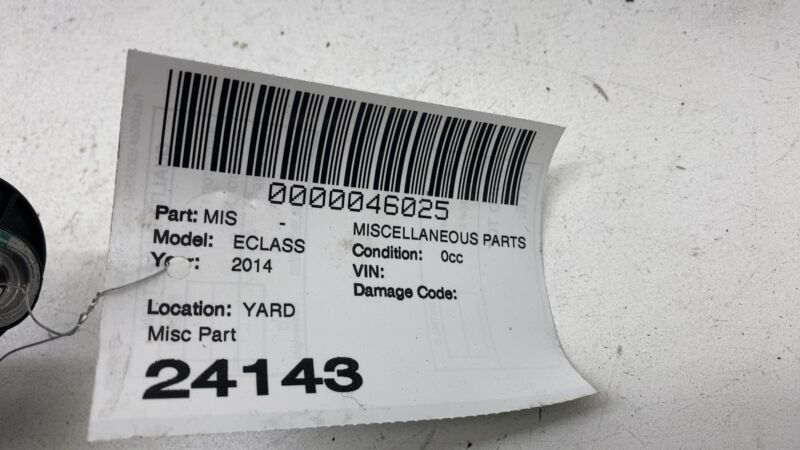 0000046025
Part: MIS - MISCELLANEOUS PARTS
Model: ECLASS Condition: 0cc
Year: 2014 VIN:
Damage Code:
Location: YARD
Misc Part
24143